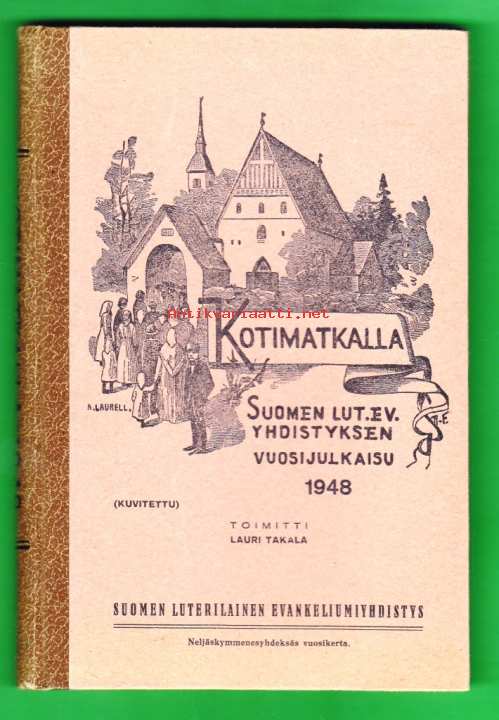 Antikvariaatti.net
KOTIMATKALLA
A. LAURELL.
SUOMEN LUT.EV.
YHDISTYKSEN
VUOSIJULKAISU
1948
(KUVITETTU)
TOIMITTI
LAURI TAKALA
SUOMEN LUTERILAINEN EVANKELIUMIYHDISTYS
Neljäskymmenesyhdeksäs vuosikerta.